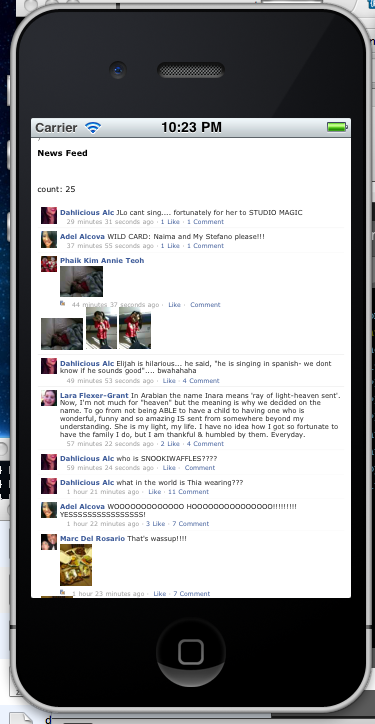 Carrier 10:23 PM
News Feed
count: 25
Dahlicious Alc JLo cant sing.... fortunately for her to STUDIO MAGIC
29 minutes 31 seconds ago · 1 Like · 1 Comment
Adel Alcova WILD CARD: Naima and My Stefano please!!!
37 minutes 55 seconds ago · 1 Like · 1 Comment
Phaik Kim Annie Teoh
44 minutes 37 seconds ago · Like · Comment
Dahlicious Alc Elijah is hilarious... he said, "he is singing in spanish- we dont
know if he sounds good".... bwahahaha
49 minutes 53 seconds ago · Like · 4 Comment
Lara Flexer-Grant In Arabian the name Inara means 'ray of light-heaven sent'.
Now, I'm not much for "heaven" but the meaning is why we decided on the
name. To go from not being ABLE to have a child to having one who is
wonderful, funny and so amazing IS sent from somewhere beyond my
understanding. She is my light, my life. I have no idea how I got so fortunate to
have the family I do, but I am thankful & humbled by them. Everyday.
57 minutes 22 seconds ago · 2 Like · 4 Comment
Dahlicious Alc who is SNOOKIWAFFLES????
59 minutes 24 seconds ago · Like · Comment
Dahlicious Alc what in the world is Thia wearing???
1 hour 21 minutes ago · Like · 11 Comment
Adel Alcova WOOOOOOOOOOOO HOOOOOOOOOOOOO!!!!!!!!!
YESSSSSSSSSSSSSSS!
1 hour 22 minutes ago · 3 Like · 7 Comment
Marc Del Rosario That's wassup!!!!
1 hour 23 minutes ago · Like · 7 Comment